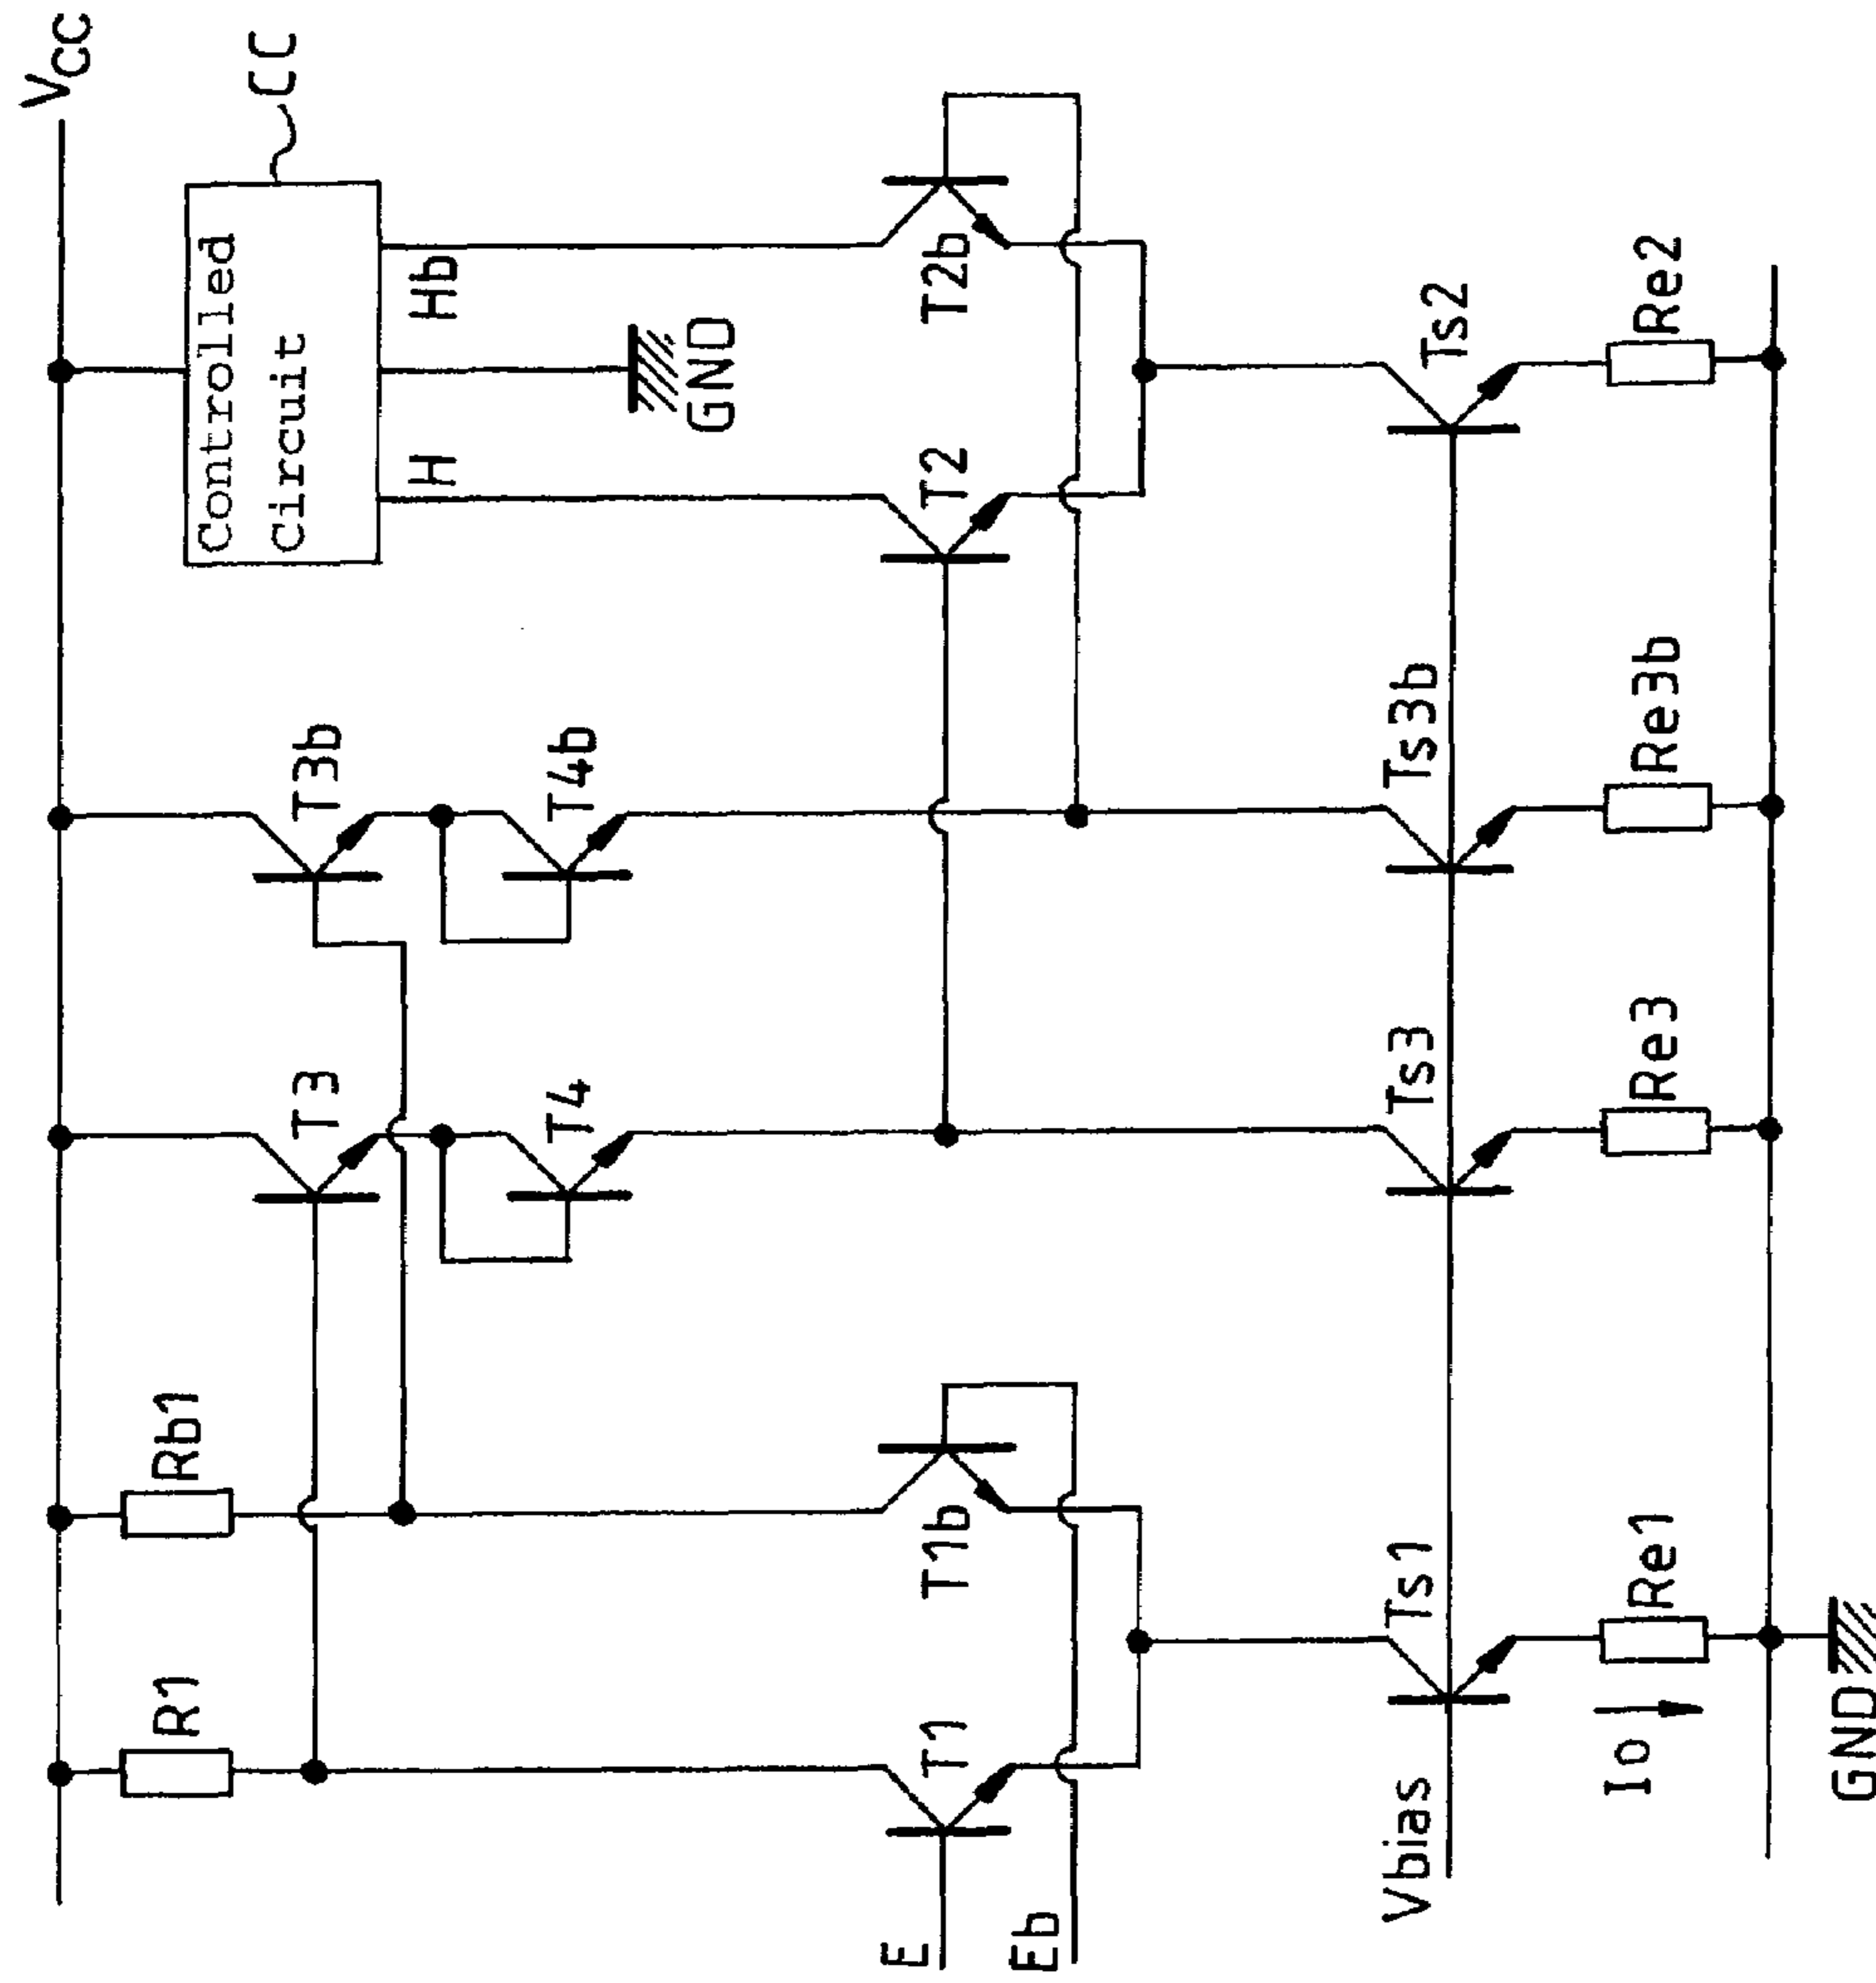 VCC
CC
Controlled
Circuit
H
Hb
GND
R1
Rb1
T3
T3b
T4
T4b
E
Eb
T1
T1b
T2
T2b
Vbias
Ts1
Ts3
Ts3b
Ts2
Io
Re1
Re3
Re3b
Re2
GND